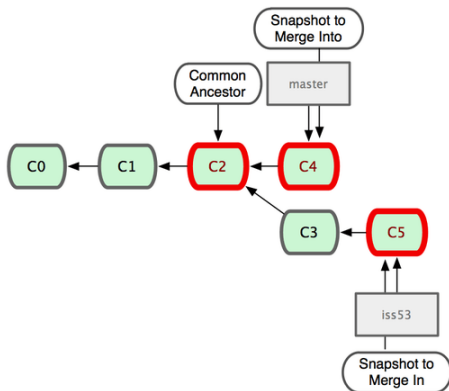 Snapshot to
Merge Into
Common
Ancestor
master
C0
C1
C2
C4
C3
C5
iss53
Snapshot to
Merge In